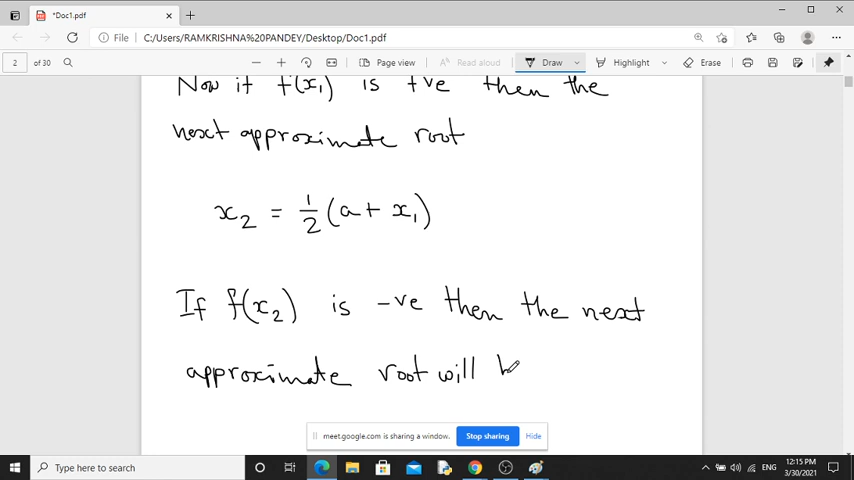 *Doc1.pdf
File C:/Users/RAMKRISHNA%20PANDEY/Desktop/Doc1.pdf
2 of 30 Page view Read aloud Draw Highlight Erase
Now if f(x₁) is +ve then the
next approximate root
x₂ = 1/2 (a + x₁)
If f(x₂) is -ve then the next
approximate root will b
meet.google.com is sharing a window. Stop sharing Hide
Type here to search ENG 12:15 PM 3/30/2021